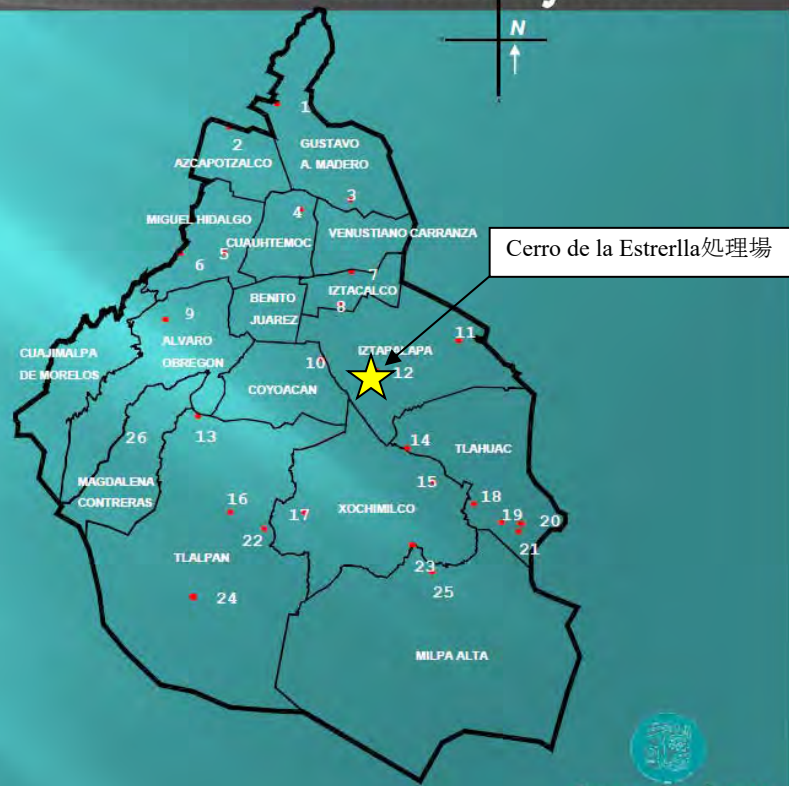 N
1
2
GUSTAVO
A. MADERO
AZCAPOTZALCO
3
4
MIGUEL HIDALGO
VENUSTIANO CARRANZA
CUAUHTEMOC
5
6
Cerro de la Estrerlla処理場
7
IZTACALCO
8
BENITO
JUAREZ
9
ALVARO
OBREGON
11
IZTAPALAPA
CUAJIMALPA
DE MORELOS
10
12
COYOACAN
13
14
TLAHUAC
26
MAGDALENA
CONTRERAS
15
16
17
XOCHIMILCO
18
19
20
21
22
TLALPAN
23
24
25
MILPA ALTA